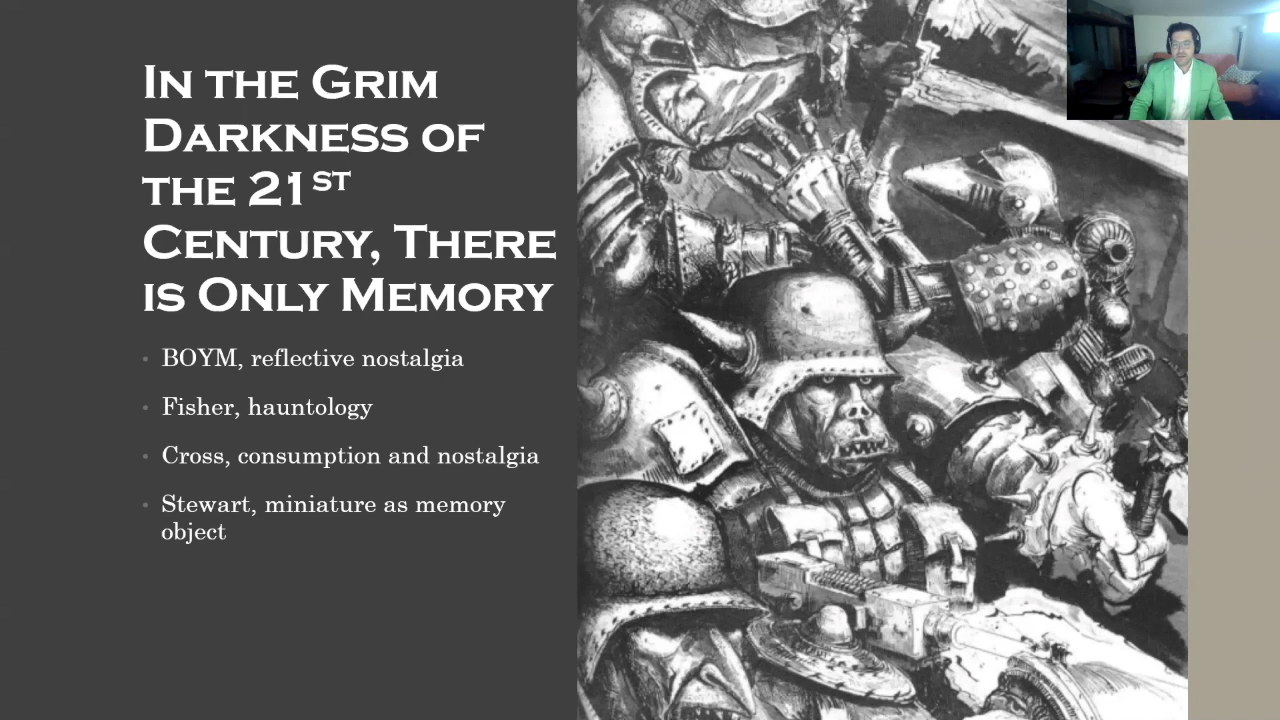 In the Grim
Darkness of
the 21st
Century, There
is Only Memory
• BOYM, reflective nostalgia
• Fisher, hauntology
• Cross, consumption and nostalgia
• Stewart, miniature as memory
object